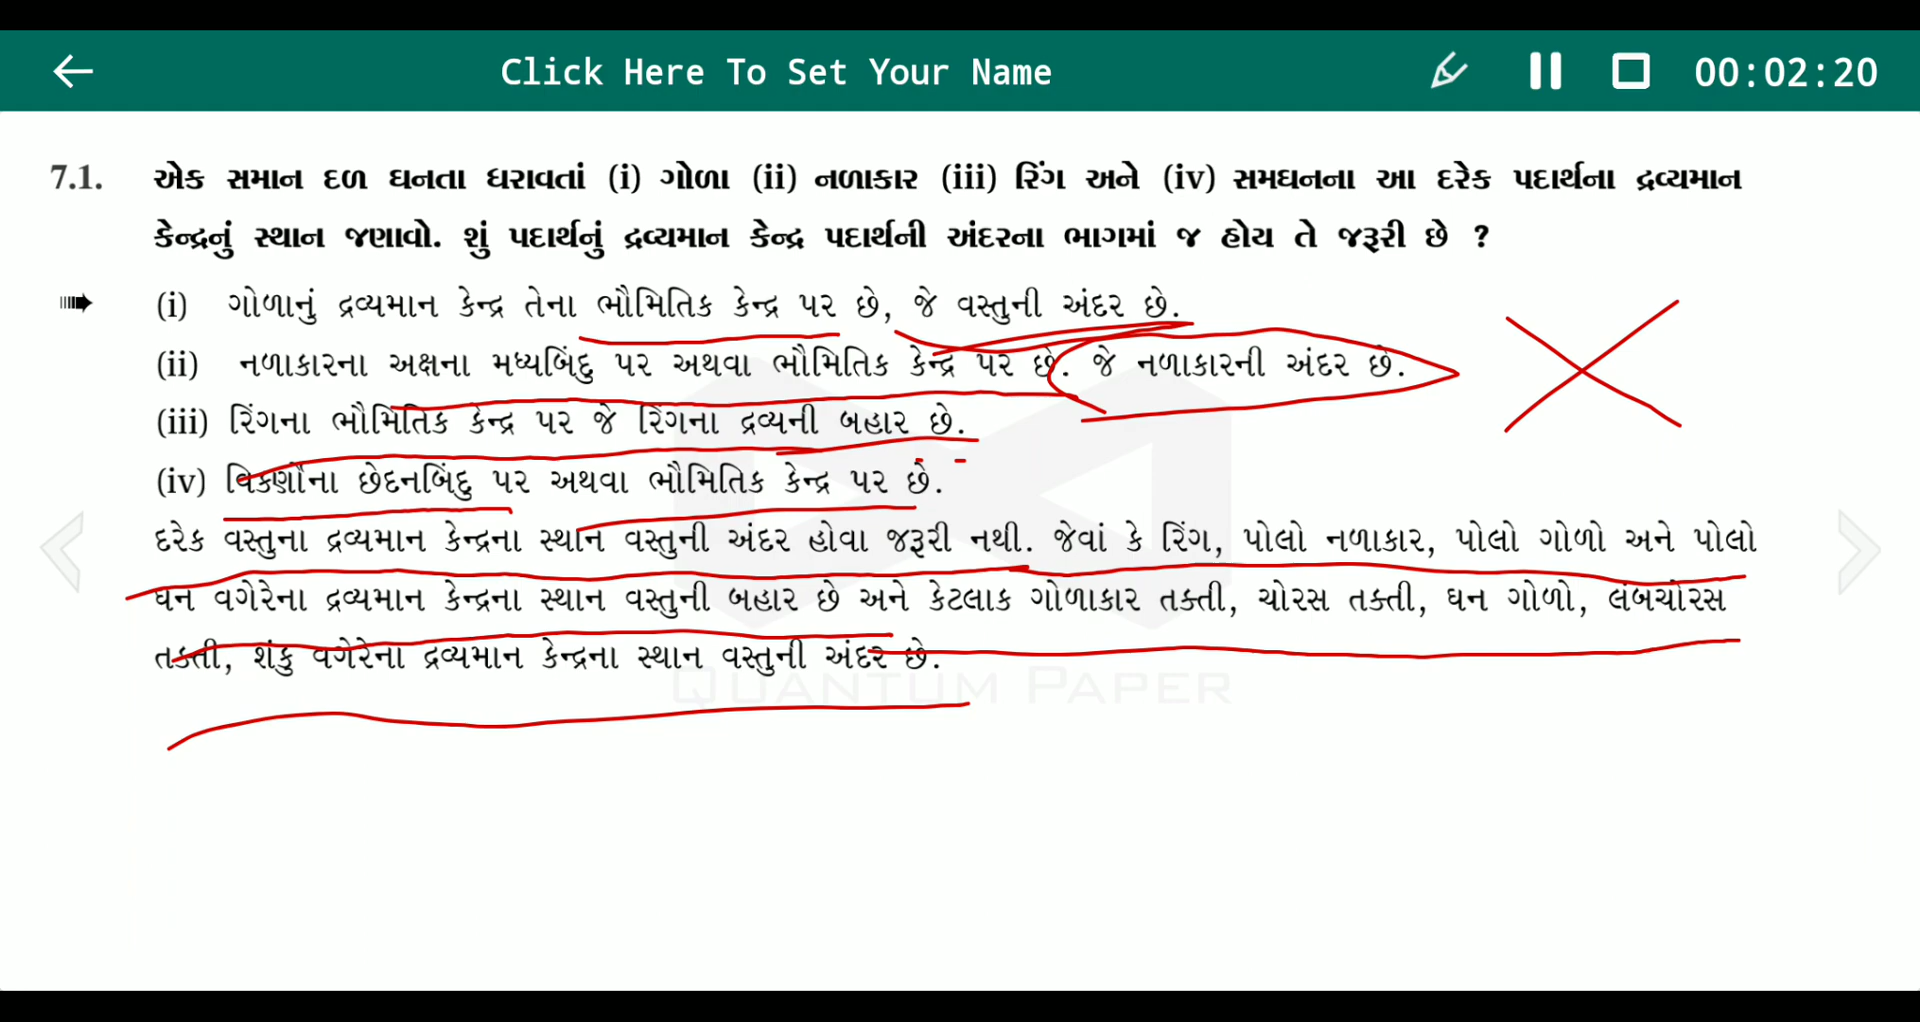 Click Here To Set Your Name
00:02:20
7.1. એક સમાન દળ ઘનતા ધરાવતાં (i) ગોળા (ii) નળાકાર (iii) રિંગ અને (iv) સમઘનના આ દરેક પદાર્થના દ્રવ્યમાન
કેન્દ્રનું સ્થાન જણાવો. શું પદાર્થનું દ્રવ્યમાન કેન્દ્ર પદાર્થની અંદરના ભાગમાં જ હોય તે જરૂરી છે ?
(i) ગોળાનું દ્રવ્યમાન કેન્દ્ર તેના ભૌમિતિક કેન્દ્ર પર છે, જે વસ્તુની અંદર છે.
(ii) નળાકારના અક્ષના મધ્યબિંદુ પર અથવા ભૌમિતિક કેન્દ્ર પર છે. જે નળાકારની અંદર છે.
(iii) રિંગના ભૌમિતિક કેન્દ્ર પર જે રિંગના દ્રવ્યની બહાર છે.
(iv) વિકર્ણોના છેદનબિંદુ પર અથવા ભૌમિતિક કેન્દ્ર પર છે.
દરેક વસ્તુના દ્રવ્યમાન કેન્દ્રના સ્થાન વસ્તુની અંદર હોવા જરૂરી નથી. જેવાં કે રિંગ, પોલો નળાકાર, પોલો ગોળો અને પોલો
ઘન વગેરેના દ્રવ્યમાન કેન્દ્રના સ્થાન વસ્તુની બહાર છે અને કેટલાક ગોળાકાર તક્તી, ચોરસ તક્તી, ઘન ગોળો, લંબચોરસ
તક્તી, શંકુ વગેરેના દ્રવ્યમાન કેન્દ્રના સ્થાન વસ્તુની અંદર છે.
QUANTUM PAPER